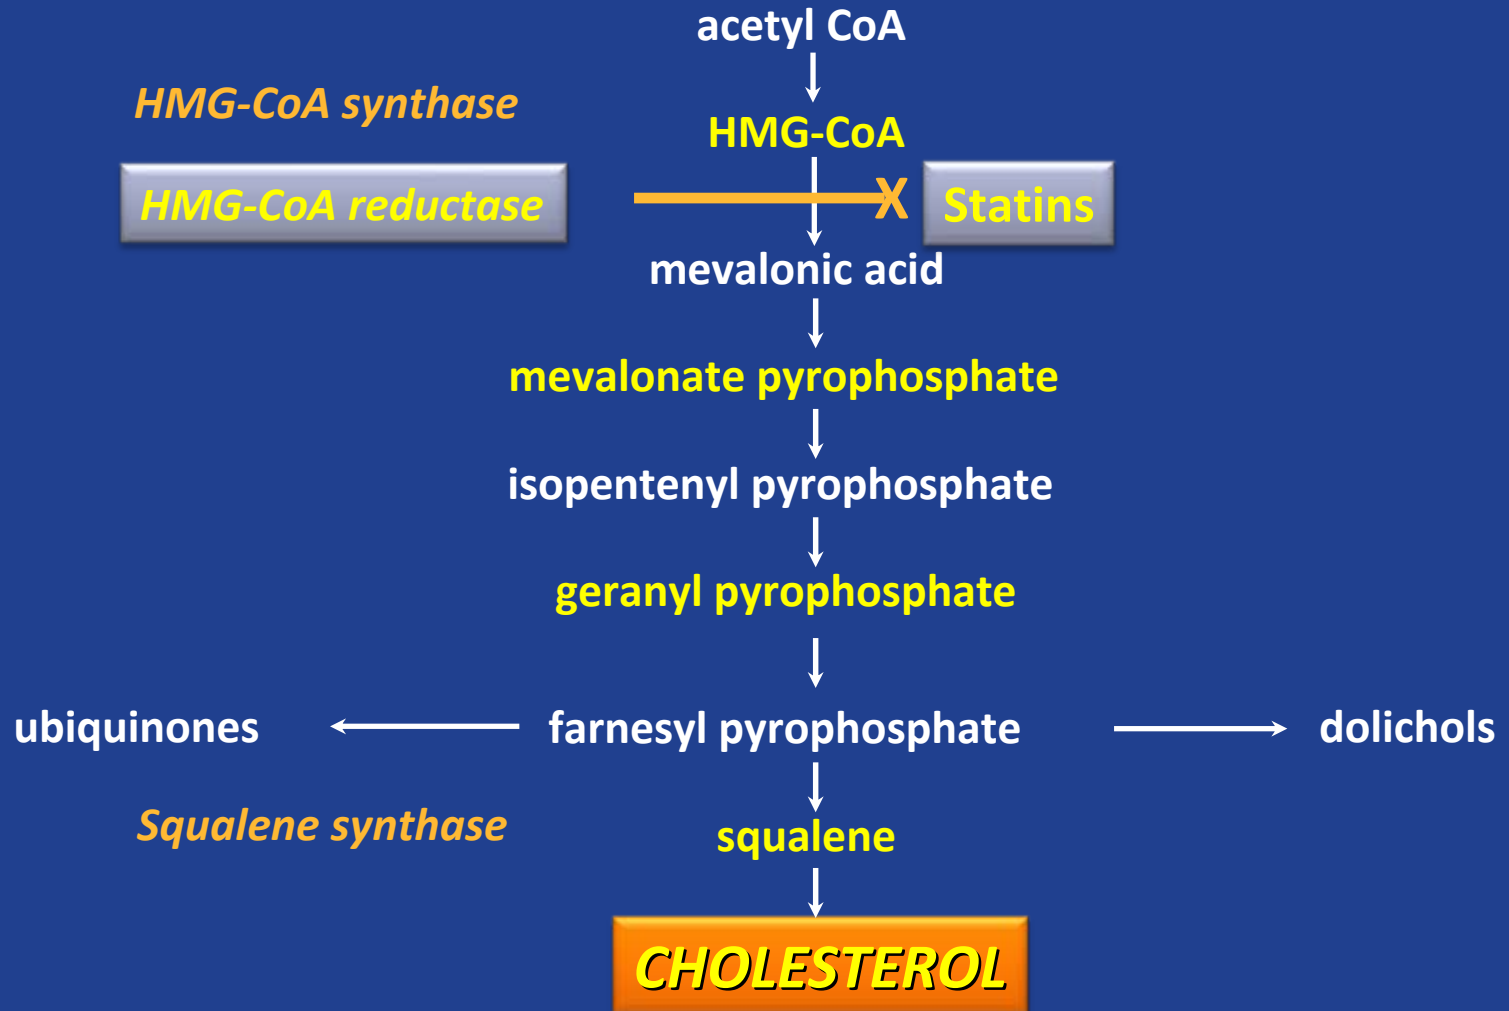 acetyl CoA
HMG-CoA synthase
HMG-CoA
HMG-CoA reductase
X
Statins
mevalonic acid
mevalonate pyrophosphate
isopentenyl pyrophosphate
geranyl pyrophosphate
ubiquinones
farnesyl pyrophosphate
dolichols
Squalene synthase
squalene
CHOLESTEROL